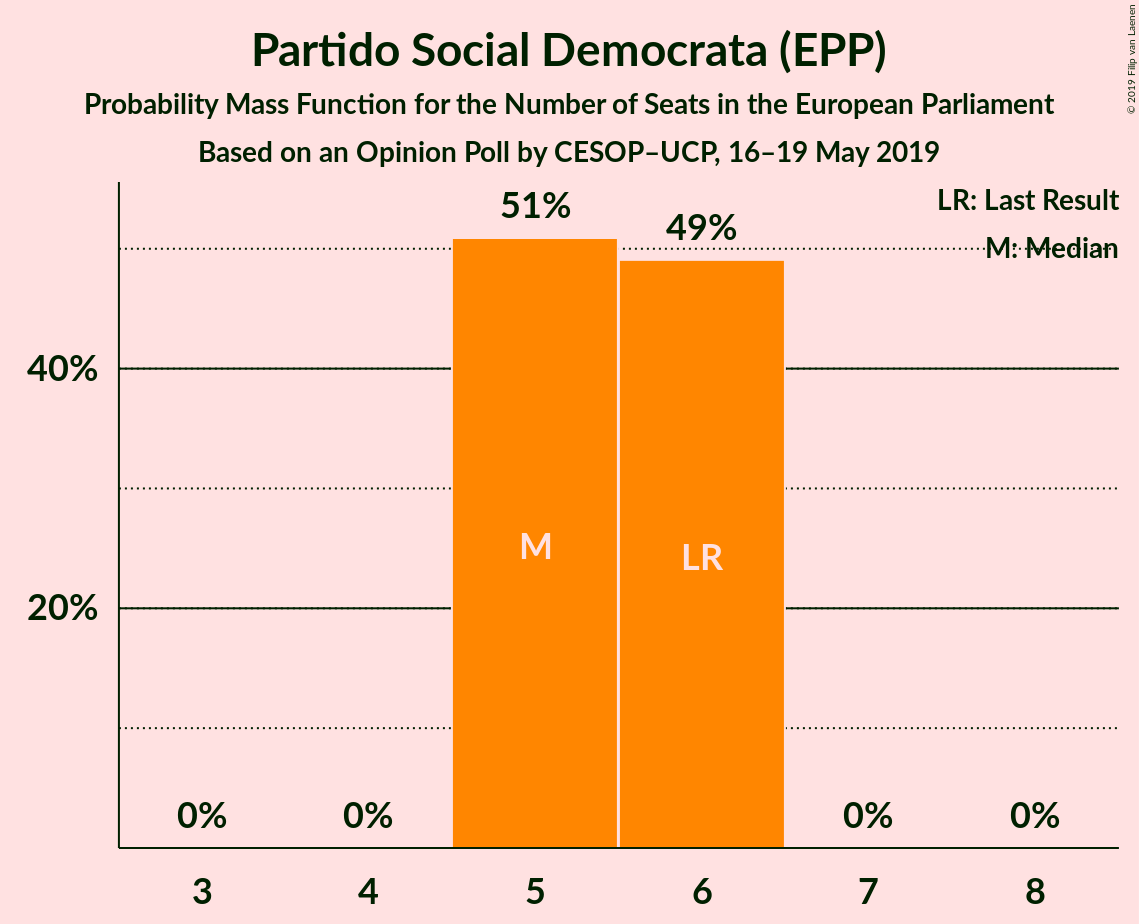 Partido Social Democrata (EPP)
Probability Mass Function for the Number of Seats in the European Parliament
Based on an Opinion Poll by CESOP–UCP, 16–19 May 2019
© 2019 Filip van Laenen
LR: Last Result
M: Median
51%
49%
40%
20%
M
LR
0%
0%
0%
0%
3
4
5
6
7
8